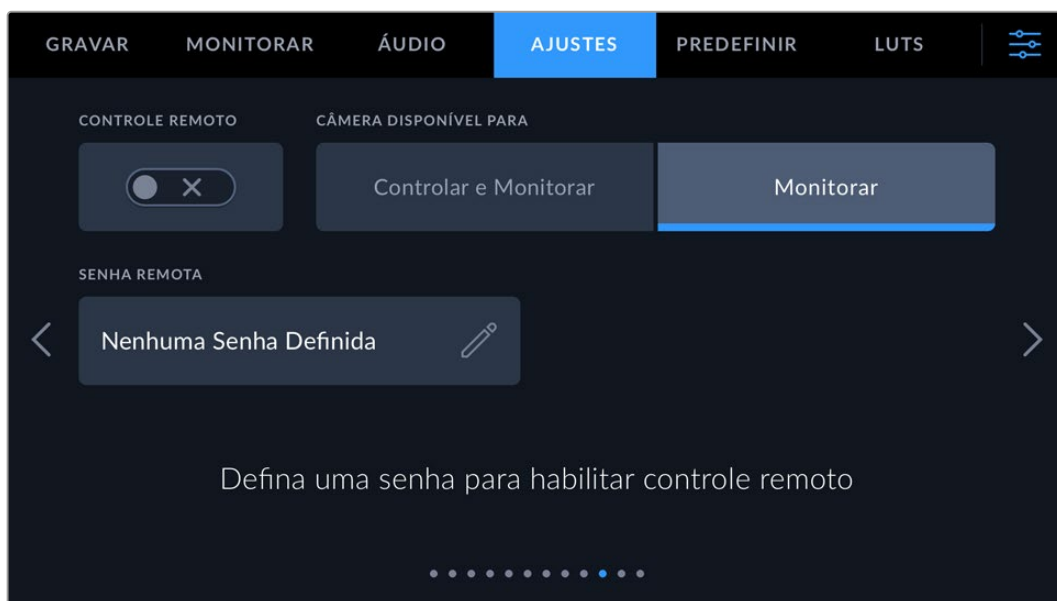 GRAVAR MONITORAR ÁUDIO AJUSTES PREDEFINIR LUTS
CONTROLE REMOTO CÂMERA DISPONÍVEL PARA
Controlar e Monitorar Monitorar
SENHA REMOTA
Nenhuma Senha Definida
Defina uma senha para habilitar controle remoto